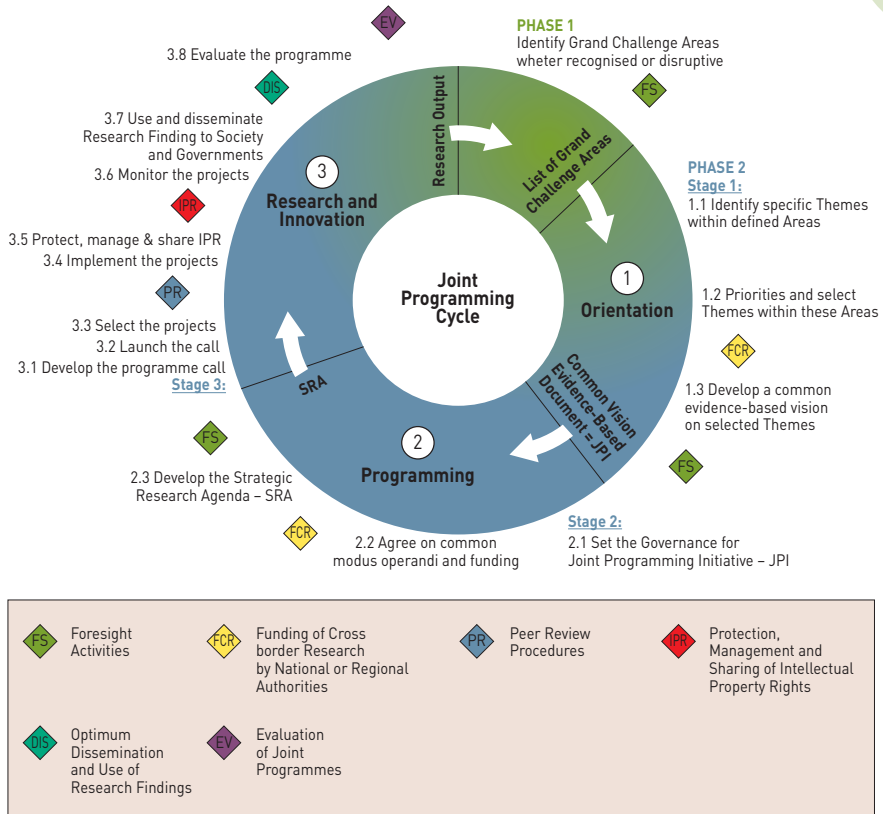 PHASE 1
Identify Grand Challenge Areas
wheter recognised or disruptive
FS
List of Grand
Challenge Areas
PHASE 2
Stage 1:
1.1 Identify specific Themes
within defined Areas
1
Orientation
1.2 Priorities and select
Themes within these Areas
FCR
1.3 Develop a common
evidence-based vision
on selected Themes
FS
Common Vision
Evidence-Based
Document = JPI
Stage 2:
2.1 Set the Governance for
Joint Programming Initiative – JPI
2
Programming
2.2 Agree on common
modus operandi and funding
FCR
2.3 Develop the Strategic
Research Agenda – SRA
FS
SRA
Stage 3:
3.1 Develop the programme call
3.2 Launch the call
3.3 Select the projects
PR
3.4 Implement the projects
3.5 Protect, manage & share IPR
IPR
3
Research and
Innovation
3.6 Monitor the projects
3.7 Use and disseminate
Research Finding to Society
and Governments
DIS
3.8 Evaluate the programme
EV
Research Output
Joint
Programming
Cycle
FS
Foresight
Activities
FCR
Funding of Cross
border Research
by National or Regional
Authorities
PR
Peer Review
Procedures
IPR
Protection,
Management and
Sharing of Intellectual
Property Rights
DIS
Optimum
Dissemination
and Use of
Research Findings
EV
Evaluation
of Joint
Programmes